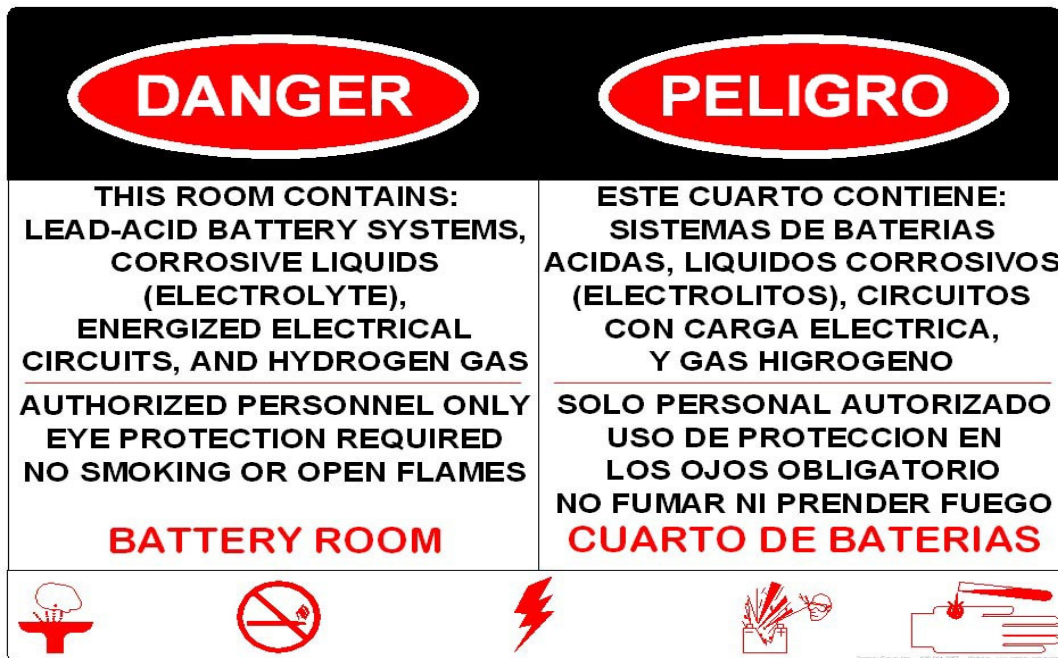 DANGER
THIS ROOM CONTAINS:
LEAD-ACID BATTERY SYSTEMS,
CORROSIVE LIQUIDS
(ELECTROLYTE),
ENERGIZED ELECTRICAL
CIRCUITS, AND HYDROGEN GAS
AUTHORIZED PERSONNEL ONLY
EYE PROTECTION REQUIRED
NO SMOKING OR OPEN FLAMES
BATTERY ROOM
PELIGRO
ESTE CUARTO CONTIENE:
SISTEMAS DE BATERIAS
ACIDAS, LIQUIDOS CORROSIVOS
(ELECTROLITOS), CIRCUITOS
CON CARGA ELECTRICA,
Y GAS HIGROGENO
SOLO PERSONAL AUTORIZADO
USO DE PROTECCION EN
LOS OJOS OBLIGATORIO
NO FUMAR NI PRENDER FUEGO
CUARTO DE BATERIAS